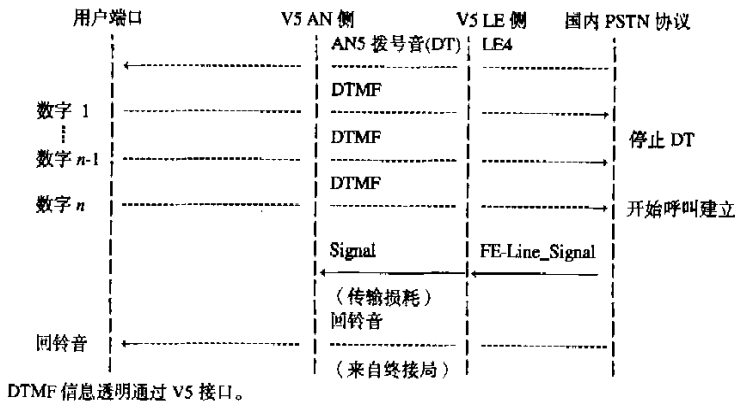 用户端口 V5 AN 侧 V5 LE 侧 国内 PSTN 协议
AN5 拨号音(DT) LE4
DTMF
数字 1
DTMF 停止 DT
数字 n-1
DTMF
数字 n 开始呼叫建立
Signal FE-Line_Signal
（传输损耗）
回铃音
回铃音
（来自终接局）
DTMF 信息透明通过 V5 接口。